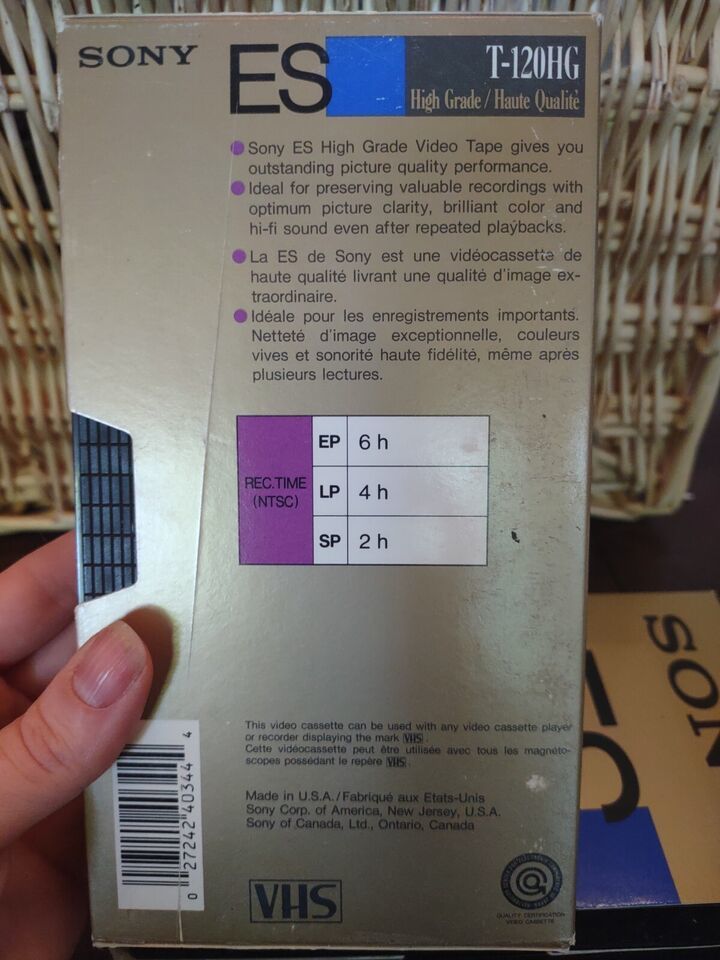 SONY
ES
T-120HG
High Grade / Haute Qualité
Sony ES High Grade Video Tape gives you
outstanding picture quality performance.
Ideal for preserving valuable recordings with
optimum picture clarity, brilliant color and
hi-fi sound even after repeated playbacks.
La ES de Sony est une vidéocassette de
haute qualité livrant une qualité d'image ex-
traordinaire.
Idéale pour les enregistrements importants.
Netteté d'image exceptionnelle, couleurs
vives et sonorité haute fidélité, même après
plusieurs lectures.
REC.TIME
(NTSC)
EP 6 h
LP 4 h
SP 2 h
This video cassette can be used with any video cassette player
or recorder displaying the mark VHS.
Cette vidéocassette peut être utilisée avec tous les magnéto-
scopes possédant le repère VHS.
Made in U.S.A./Fabriqué aux Etats-Unis
Sony Corp. of America, New Jersey, U.S.A.
Sony of Canada, Ltd., Ontario, Canada
0 27242 40344 4
VHS
QUALITY CERTIFICATION
VIDEO CASSETTE
SON